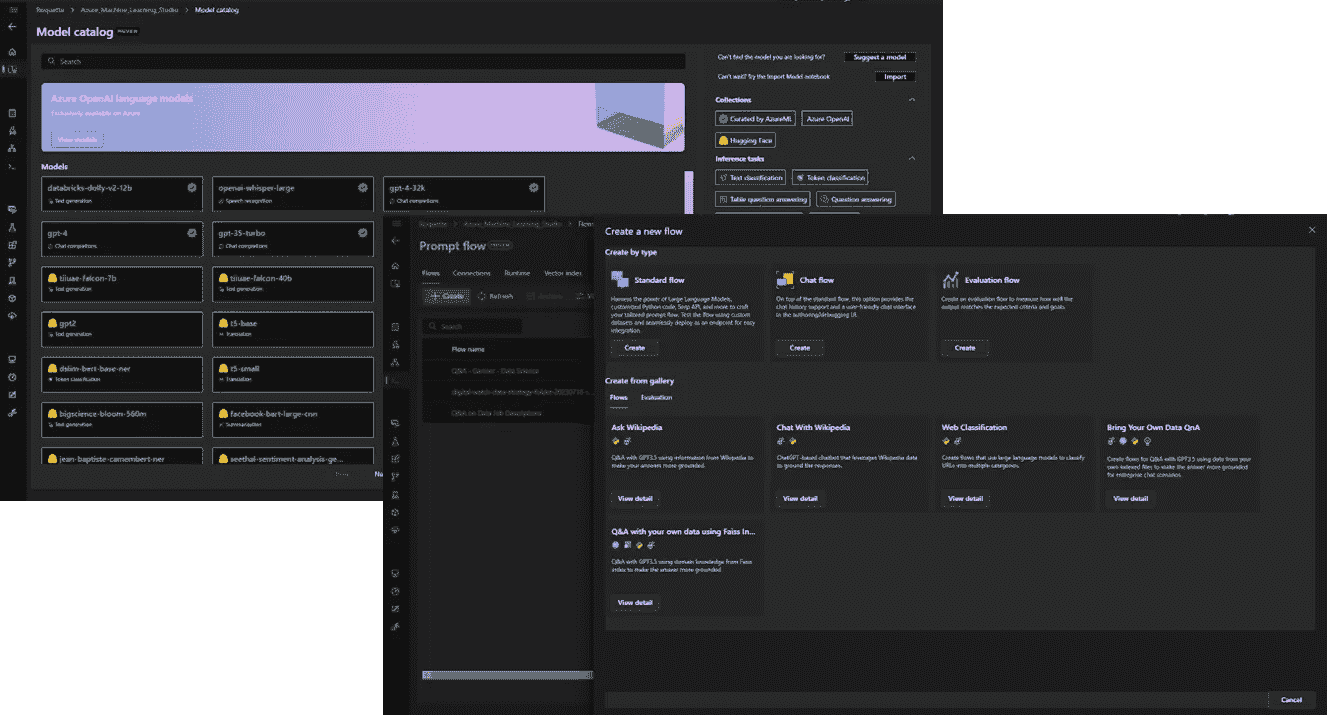 Roquette > Azure_Machine_Learning_Studio > Model catalog
Model catalog PREVIEW
Search
Azure OpenAI language models
Exclusively available on Azure
View models
Models
databricks-dolly-v2-12b
Text generation
openai-whisper-large
Speech recognition
gpt-4-32k
Chat completions
gpt-4
Chat completions
gpt-35-turbo
Chat completions
tiiuae-falcon-7b
Text generation
tiiuae-falcon-40b
Text generation
gpt2
Text generation
t5-base
Translation
dslim-bert-base-ner
Token classification
t5-small
Translation
bigscience-bloom-560m
Text generation
facebook-bart-large-cnn
Summarization
jean-baptiste-camembert-ner
seethal-sentiment-analysis-ge...
Can't find the model you are looking for?
Suggest a model
Can't wait? Try the Import Model notebook
Import
Collections
Curated by AzureML
Azure OpenAI
Hugging Face
Inference tasks
Text classification
Token classification
Table question answering
Question answering
Roquette > Azure_Machine_Learning_Studio > Flows
Prompt flow PREVIEW
Flows Connections Runtime Vector index
Create
Refresh
Search
Flow name
Q&A - Gartner - Data Science
Q&A on Data Job Descriptions
Create a new flow
Create by type
Standard flow
Harness the power of Large Language Models,
customized Python code, Serp API, and more to craft
your tailored prompt flow. Test the flow using custom
datasets and seamlessly deploy as an endpoint for easy
integration.
Create
Chat flow
On top of the standard flow, this option provides the
chat history support and a user-friendly chat interface
in the authoring/debugging UI.
Create
Evaluation flow
Create an evaluation flow to measure how well the
output matches the expected criteria and goals.
Create
Create from gallery
Flows Evaluation
Ask Wikipedia
Q&A with GPT3.5 using information from Wikipedia to
make your answer more grounded.
View detail
Chat With Wikipedia
ChatGPT-based chatbot that leverages Wikipedia data
to ground the responses.
View detail
Web Classification
Create flows that use large language models to classify
URLs into multiple categories.
View detail
Bring Your Own Data QnA
Create flows for Q&A with GPT3.5 using data from your
own indexed files to make the answer more grounded
for enterprise chat scenarios.
View detail
Q&A with your own data using Faiss In...
Q&A with GPT3.5 using domain knowledge from Faiss
index to make the answer more grounded
View detail
Cancel